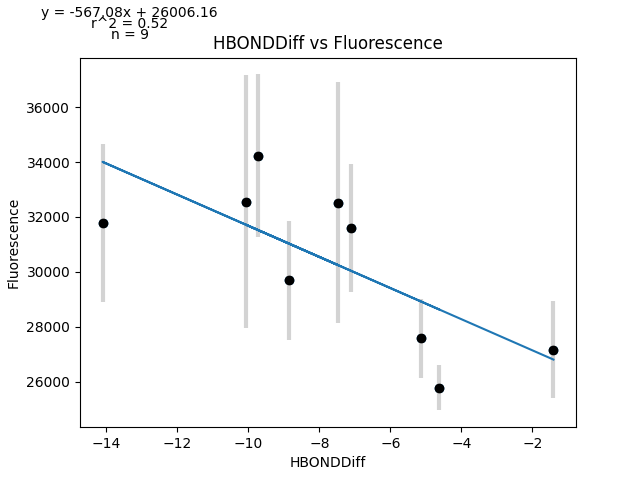 y = -567.08x + 26006.16
r^2 = 0.52
n = 9
HBONDDiff vs Fluorescence
36000
34000
32000
30000
28000
26000
Fluorescence
−14 −12 −10 −8 −6 −4 −2
HBONDDiff